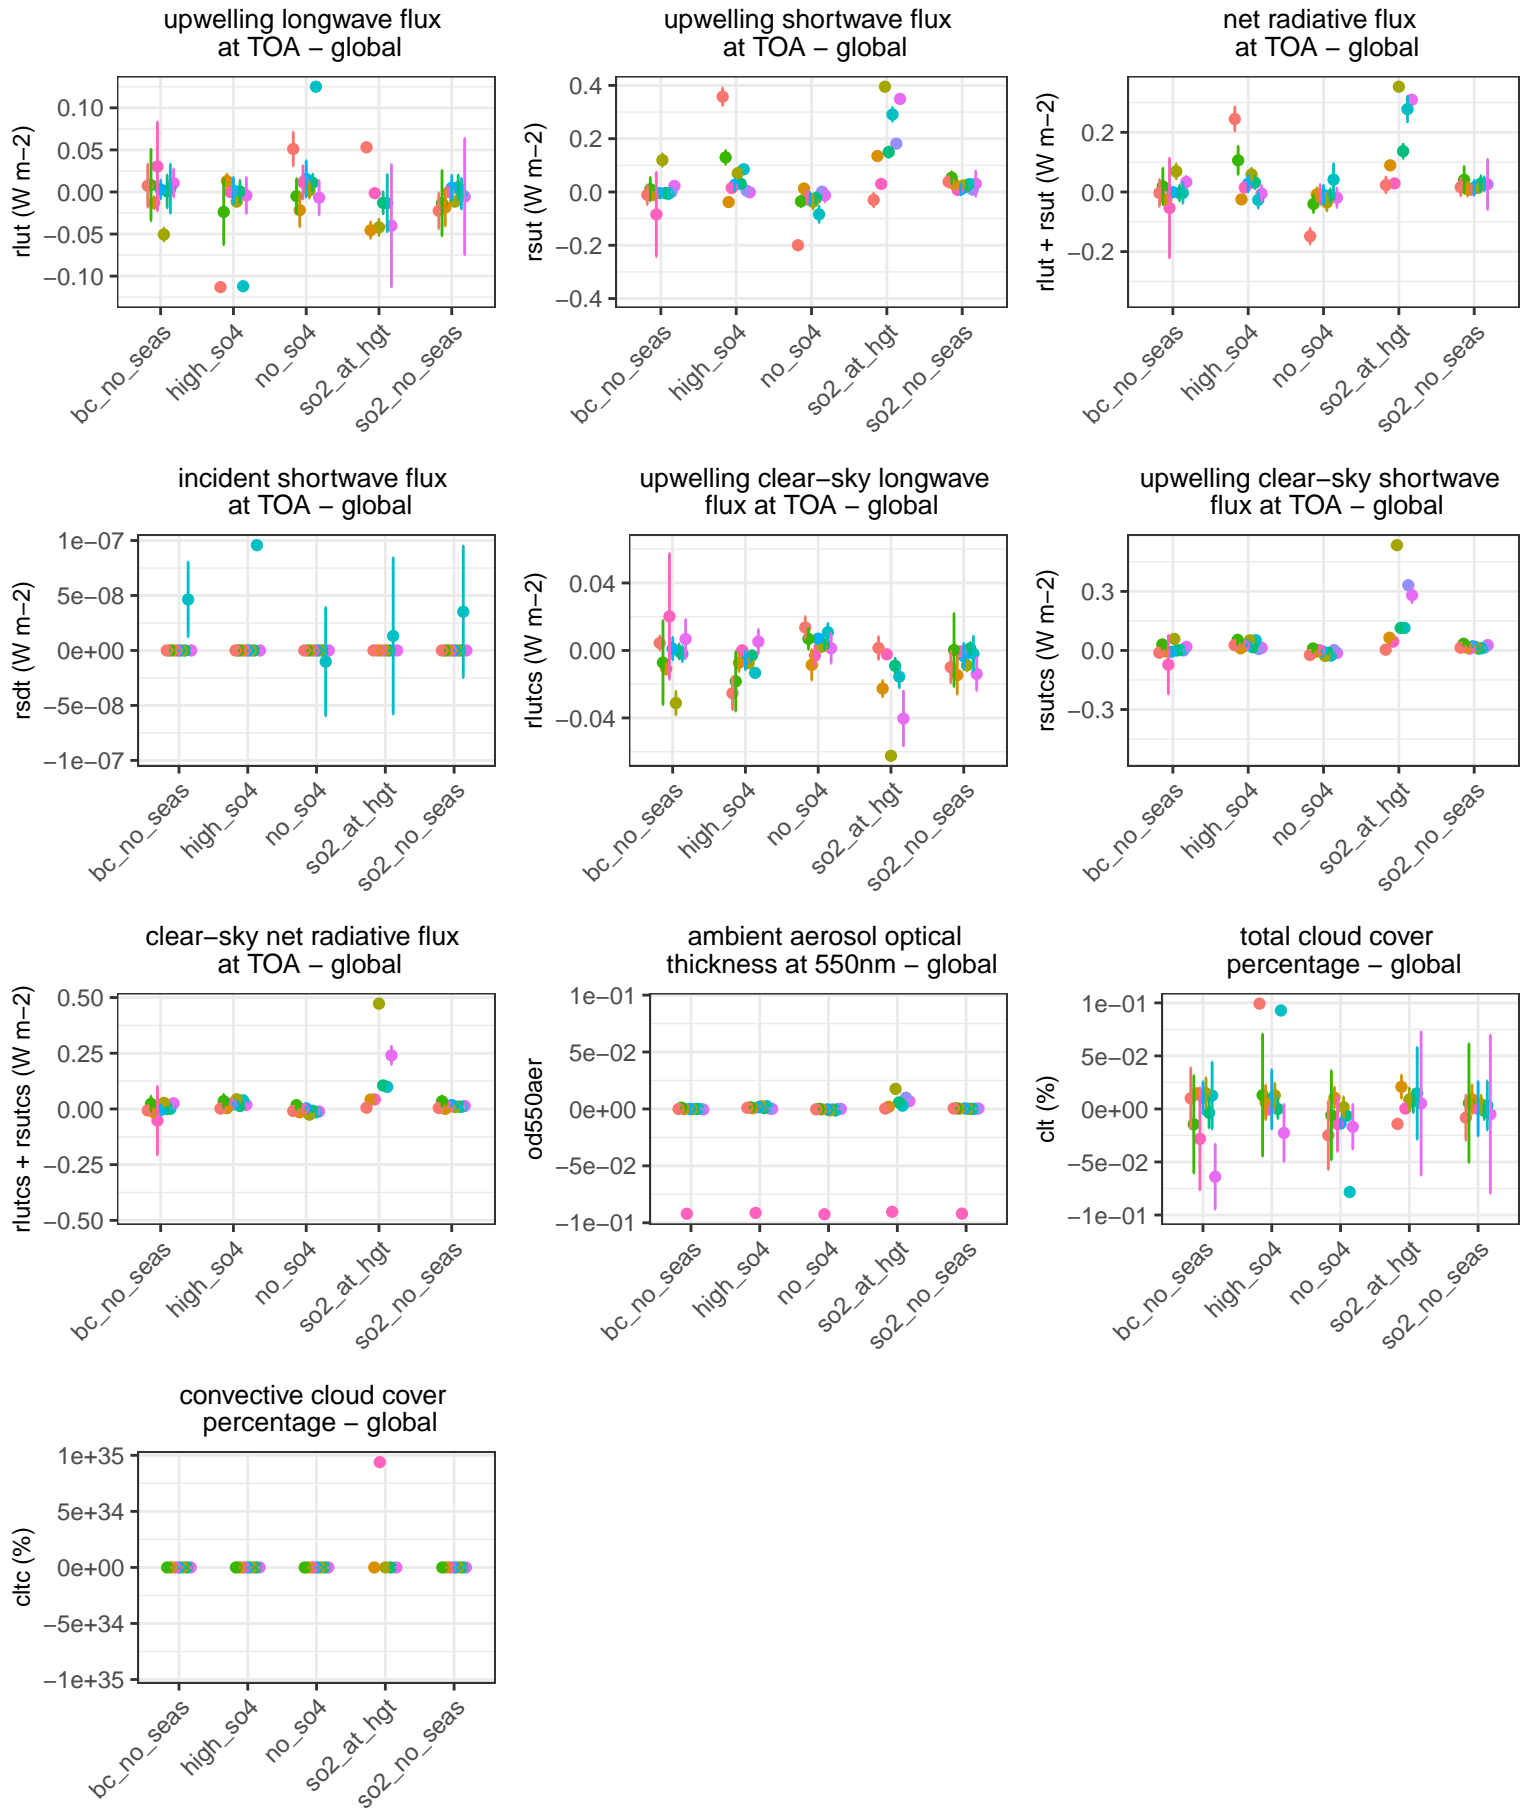 upwelling longwave flux
at TOA − global
rlut (W m−2)
0.10
0.05
0.00
−0.05
−0.10
bc_no_seas
high_so4
no_so4
so2_at_hgt
so2_no_seas
upwelling shortwave flux
at TOA − global
rsut (W m−2)
0.4
0.2
0.0
−0.2
−0.4
bc_no_seas
high_so4
no_so4
so2_at_hgt
so2_no_seas
net radiative flux
at TOA − global
rlut + rsut (W m−2)
0.2
0.0
−0.2
bc_no_seas
high_so4
no_so4
so2_at_hgt
so2_no_seas
incident shortwave flux
at TOA − global
rsdt (W m−2)
1e−07
5e−08
0e+00
−5e−08
−1e−07
bc_no_seas
high_so4
no_so4
so2_at_hgt
so2_no_seas
upwelling clear−sky longwave
flux at TOA − global
rlutcs (W m−2)
0.04
0.00
−0.04
bc_no_seas
high_so4
no_so4
so2_at_hgt
so2_no_seas
upwelling clear−sky shortwave
flux at TOA − global
rsutcs (W m−2)
0.3
0.0
−0.3
bc_no_seas
high_so4
no_so4
so2_at_hgt
so2_no_seas
clear−sky net radiative flux
at TOA − global
rlutcs + rsutcs (W m−2)
0.50
0.25
0.00
−0.25
−0.50
bc_no_seas
high_so4
no_so4
so2_at_hgt
so2_no_seas
ambient aerosol optical
thickness at 550nm − global
od550aer
1e−01
5e−02
0e+00
−5e−02
−1e−01
bc_no_seas
high_so4
no_so4
so2_at_hgt
so2_no_seas
total cloud cover
percentage − global
clt (%)
1e−01
5e−02
0e+00
−5e−02
−1e−01
bc_no_seas
high_so4
no_so4
so2_at_hgt
so2_no_seas
convective cloud cover
percentage − global
cltc (%)
1e+35
5e+34
0e+00
−5e+34
−1e+35
bc_no_seas
high_so4
no_so4
so2_at_hgt
so2_no_seas